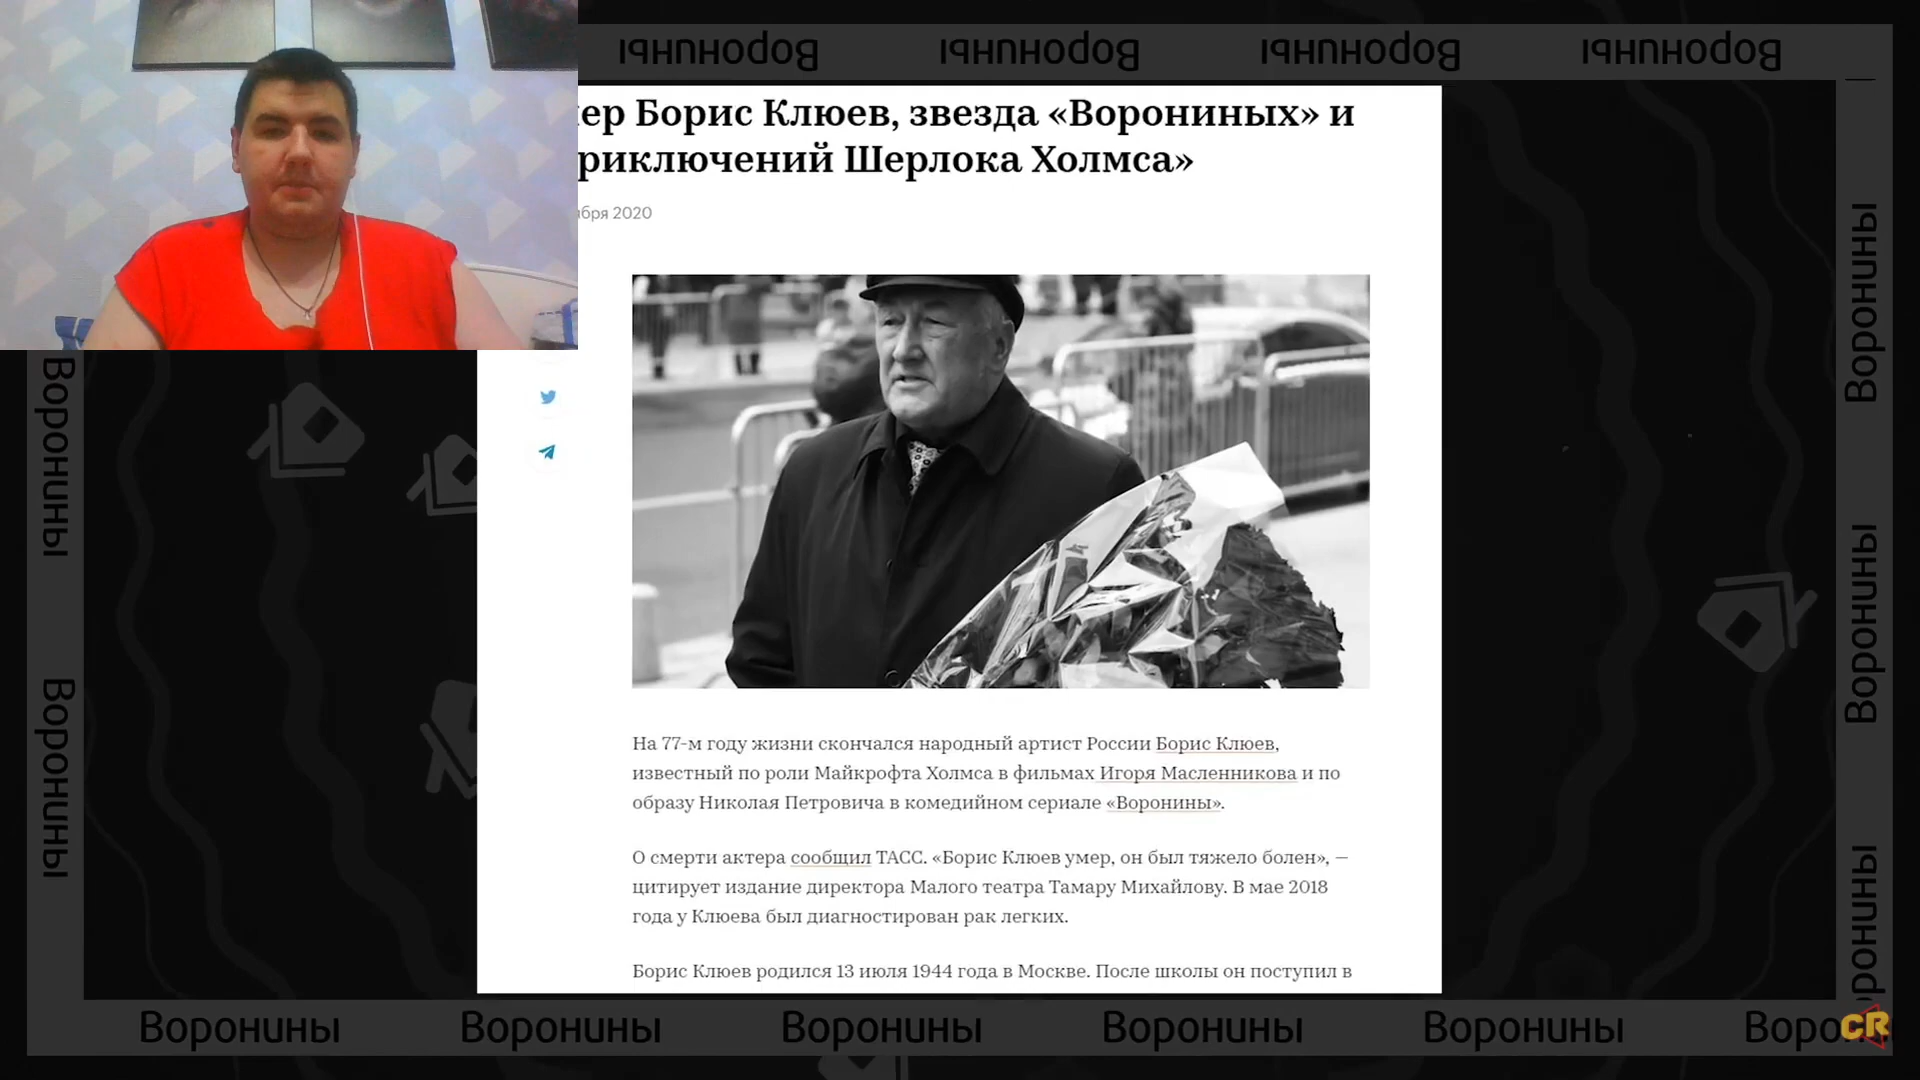 Воронины Воронины Воронины Воронины
ер Борис Клюев, звезда «Ворониных» и
риключений Шерлока Холмса»
бря 2020
На 77-м году жизни скончался народный артист России Борис Клюев,
известный по роли Майкрофта Холмса в фильмах Игоря Масленникова и по
образу Николая Петровича в комедийном сериале «Воронины».
О смерти актера сообщил ТАСС. «Борис Клюев умер, он был тяжело болен», —
цитирует издание директора Малого театра Тамару Михайлову. В мае 2018
года у Клюева был диагностирован рак легких.
Борис Клюев родился 13 июля 1944 года в Москве. После школы он поступил в
Воронины
Воронины
Воронины
Воронины
оронины
Воронины Воронины Воронины Воронины Воронины Воро
CR